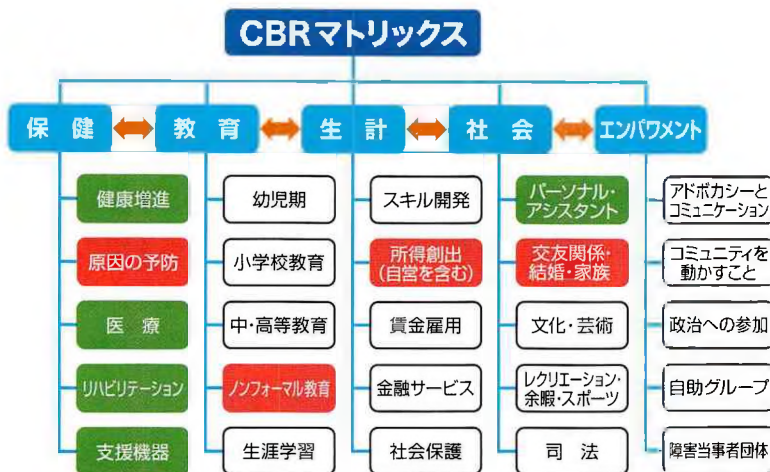 CBRマトリックス
保健
教育
生計
社会
エンパワメント
健康増進
原因の予防
医療
リハビリテーション
支援機器
幼児期
小学校教育
中・高等教育
ノンフォーマル教育
生涯学習
スキル開発
所得創出
(自営を含む)
賃金雇用
金融サービス
社会保護
パーソナル・
アシスタント
交友関係・
結婚・家族
文化・芸術
レクリエーション・
余暇・スポーツ
司法
アドボカシーと
コミュニケーション
コミュニティを
動かすこと
政治への参加
自助グループ
障害当事者団体